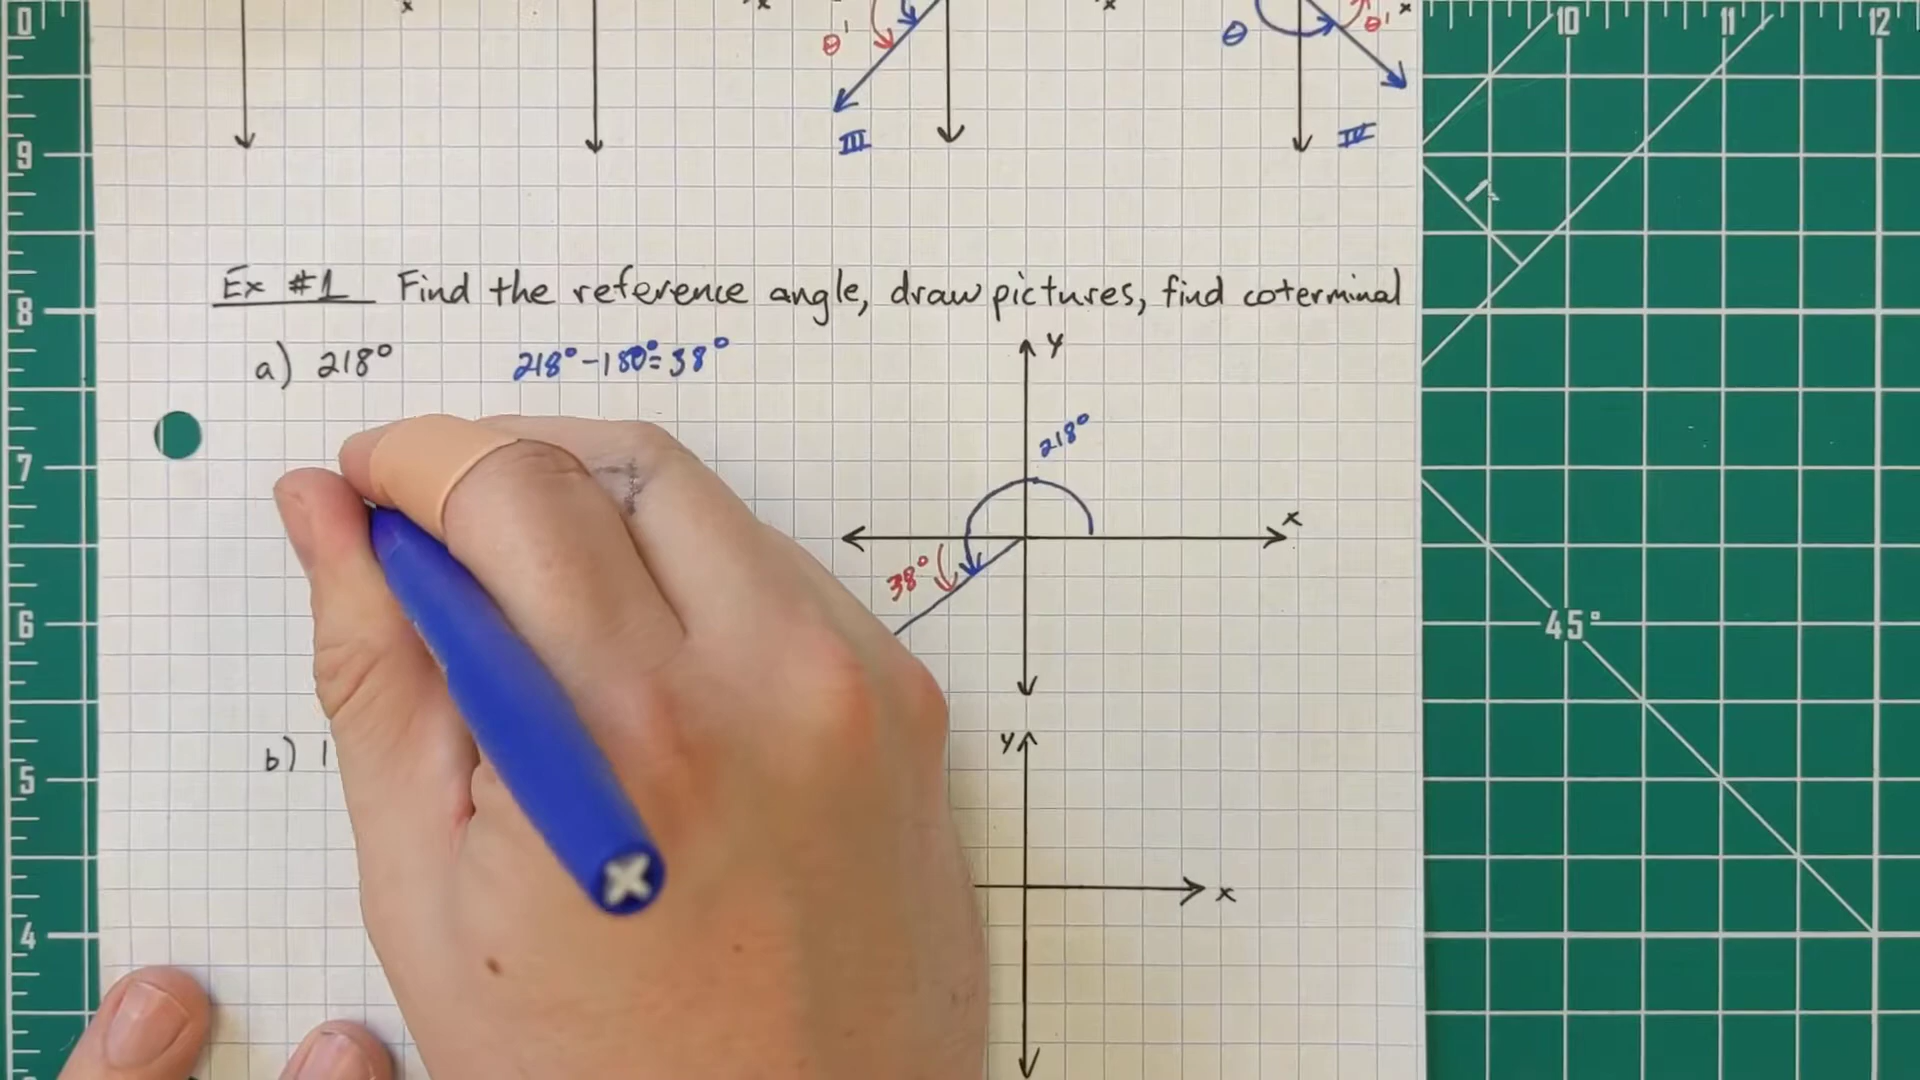 0 10 11 12
x x x x
θ' θ θ'
III IV
9
Ex #1 Find the reference angle, draw pictures, find coterminal
8
a) 218° 218°-180°=38°
y
218°
7
x
38°
6 45°
b) 1
y
5
x
4